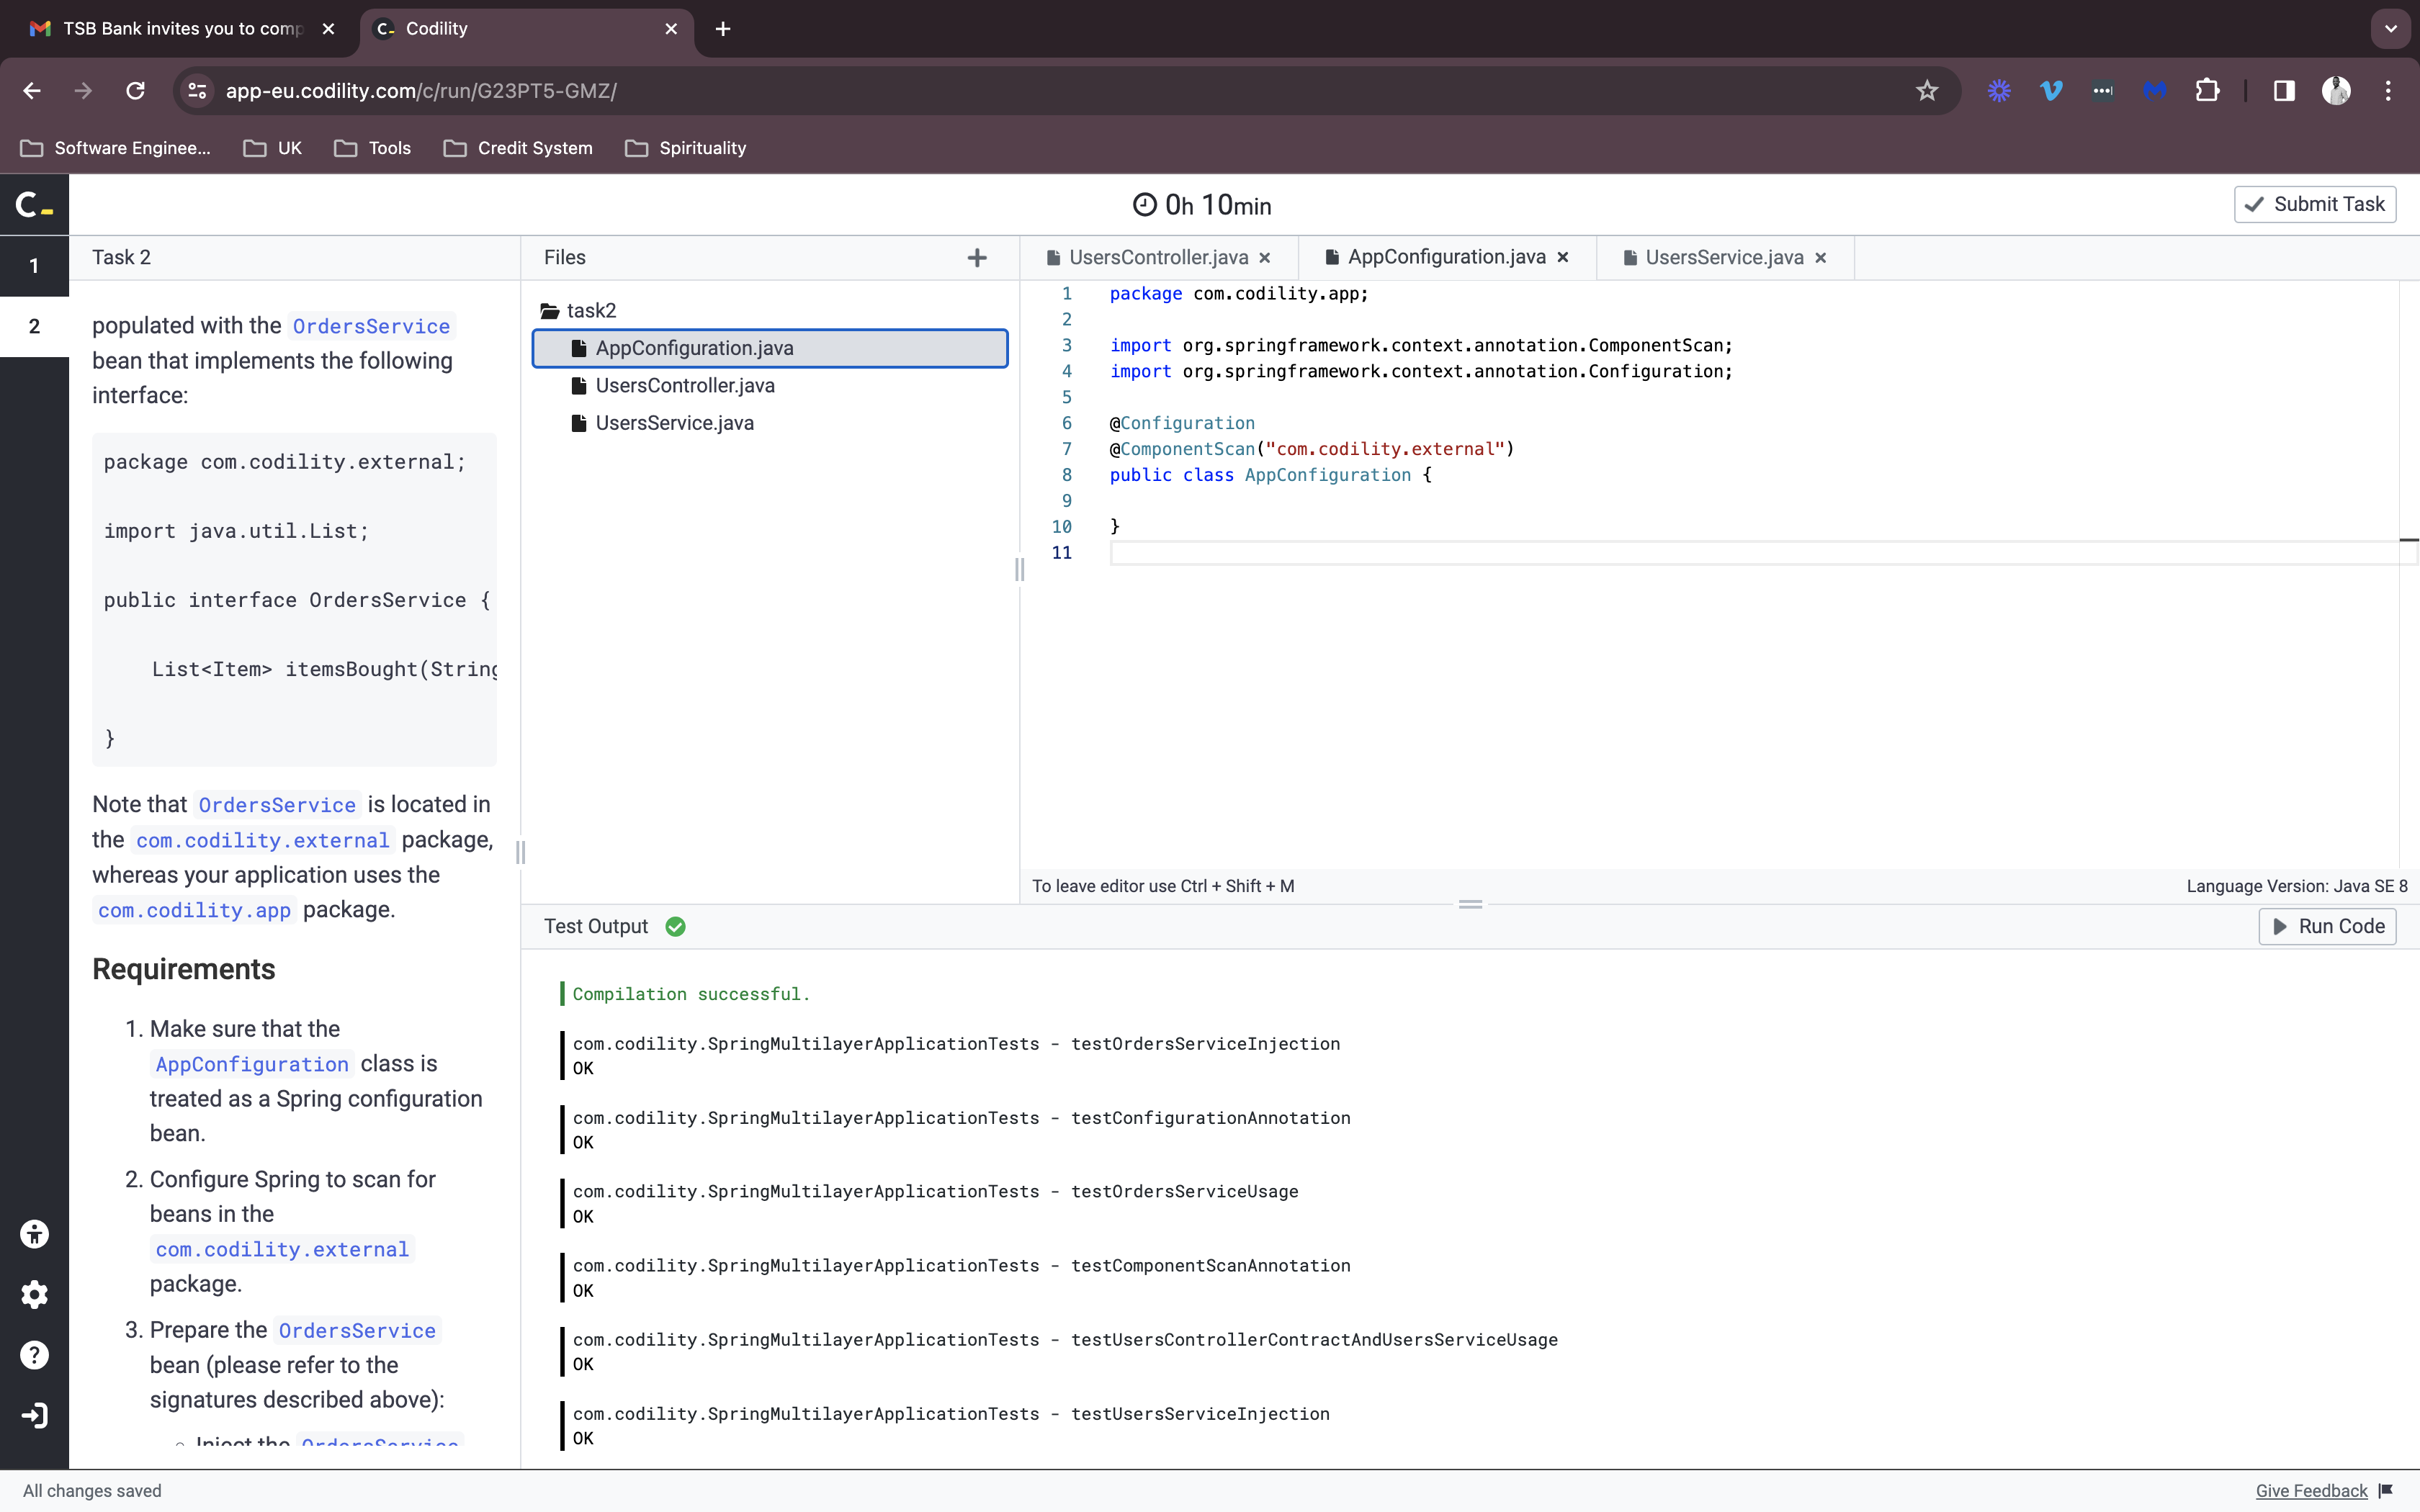 TSB Bank invites you to comp
Codility
app-eu.codility.com/c/run/G23PT5-GMZ/
Software Enginee...
UK
Tools
Credit System
Spirituality
C
0h 10min
Submit Task
1
2
Task 2
populated with the OrdersService
bean that implements the following
interface:
package com.codility.external;
import java.util.List;
public interface OrdersService {
List<Item> itemsBought(String
}
Note that OrdersService is located in
the com.codility.external package,
whereas your application uses the
com.codility.app package.
Requirements
1. Make sure that the
AppConfiguration class is
treated as a Spring configuration
bean.
2. Configure Spring to scan for
beans in the
com.codility.external
package.
3. Prepare the OrdersService
bean (please refer to the
signatures described above):
Inject the OrdersService
Files
task2
AppConfiguration.java
UsersController.java
UsersService.java
UsersController.java
AppConfiguration.java
UsersService.java
1 package com.codility.app;
2
3 import org.springframework.context.annotation.ComponentScan;
4 import org.springframework.context.annotation.Configuration;
5
6 @Configuration
7 @ComponentScan("com.codility.external")
8 public class AppConfiguration {
9
10 }
11
To leave editor use Ctrl + Shift + M
Language Version: Java SE 8
Test Output
Run Code
Compilation successful.
com.codility.SpringMultilayerApplicationTests - testOrdersServiceInjection
OK
com.codility.SpringMultilayerApplicationTests - testConfigurationAnnotation
OK
com.codility.SpringMultilayerApplicationTests - testOrdersServiceUsage
OK
com.codility.SpringMultilayerApplicationTests - testComponentScanAnnotation
OK
com.codility.SpringMultilayerApplicationTests - testUsersControllerContractAndUsersServiceUsage
OK
com.codility.SpringMultilayerApplicationTests - testUsersServiceInjection
OK
All changes saved
Give Feedback